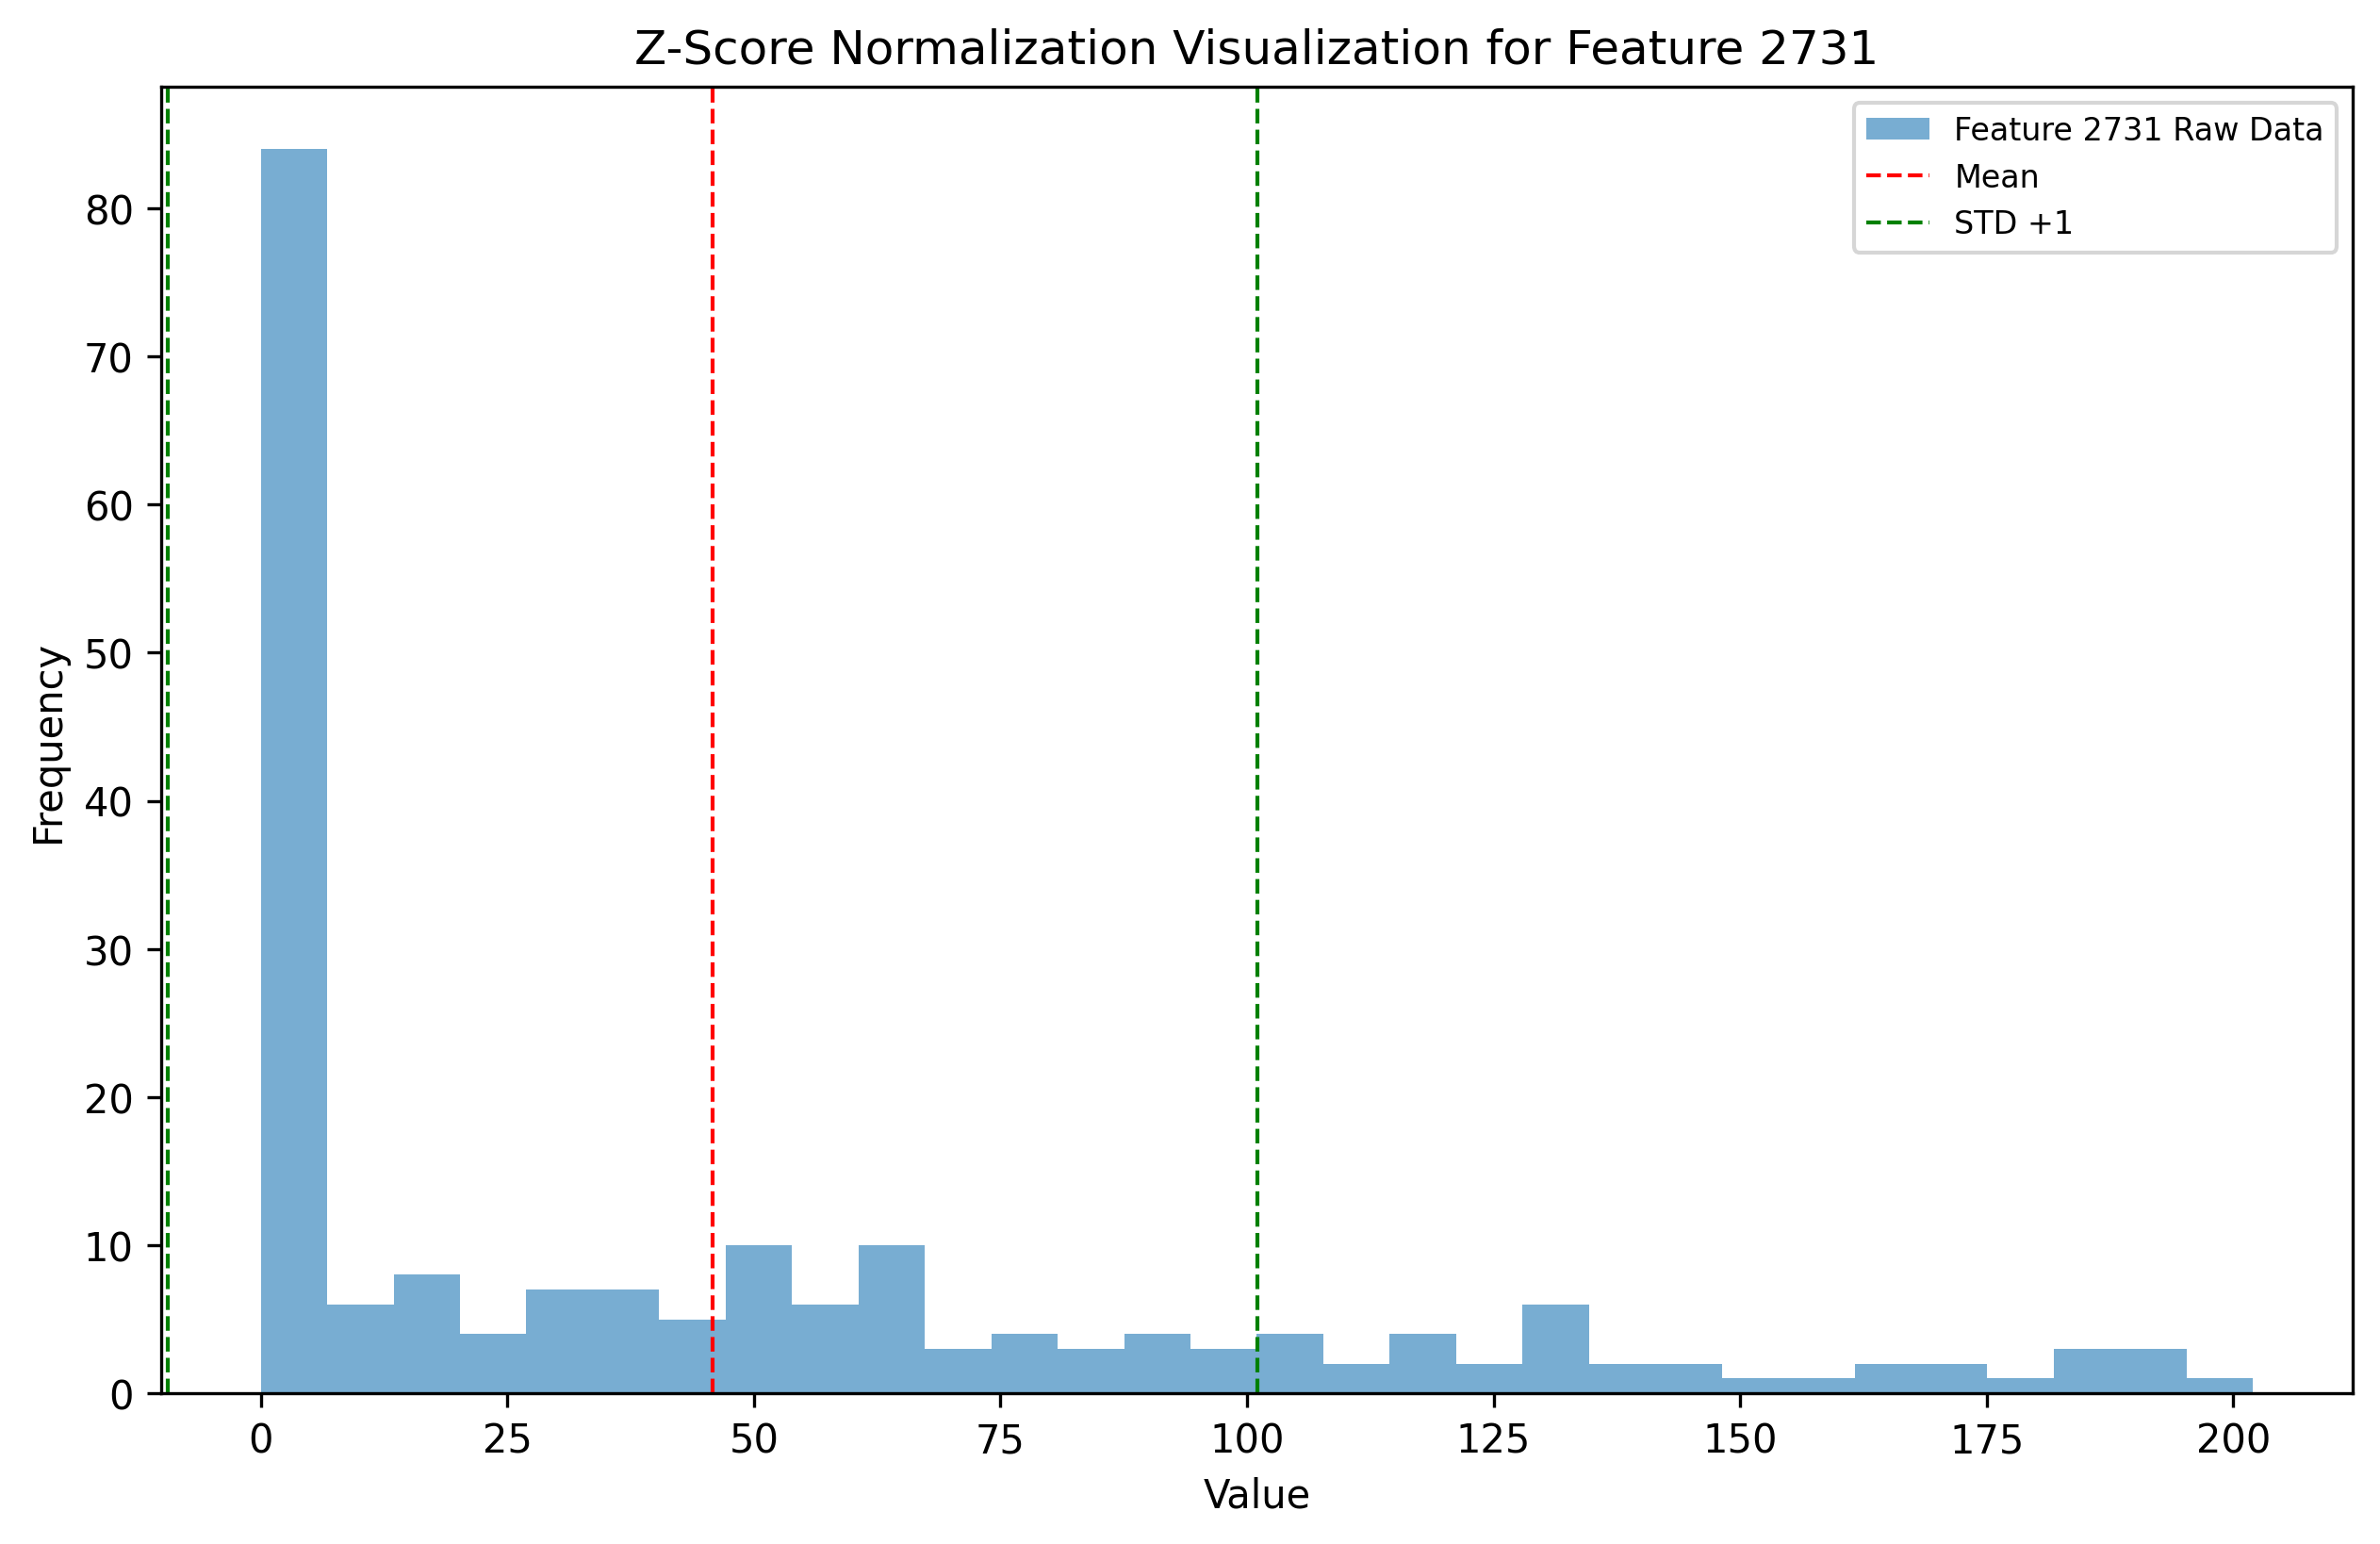 Z-Score Normalization Visualization for Feature 2731
Feature 2731 Raw Data
Mean
STD +1
80
70
60
50
40
30
20
10
0
Frequency
0 25 50 75 100 125 150 175 200
Value